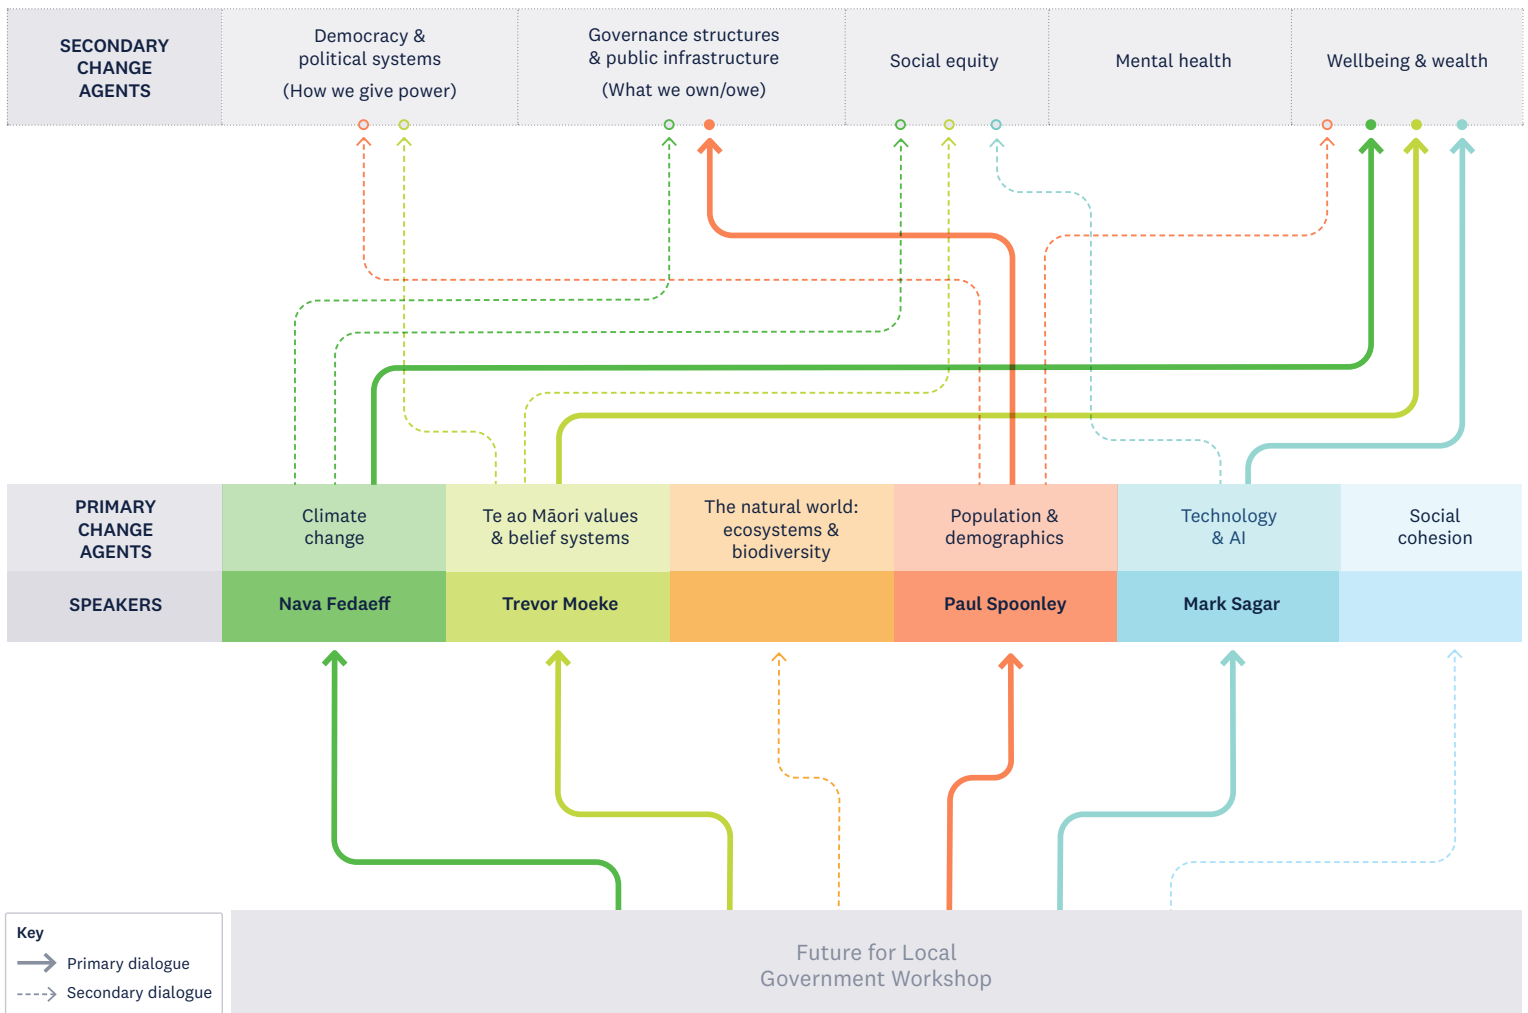 SECONDARY
CHANGE
AGENTS
Democracy &
political systems
(How we give power)
Governance structures
& public infrastructure
(What we own/owe)
Social equity
Mental health
Wellbeing & wealth
PRIMARY
CHANGE
AGENTS
Climate
change
Te ao Māori values
& belief systems
The natural world:
ecosystems &
biodiversity
Population &
demographics
Technology
& AI
Social
cohesion
SPEAKERS
Nava Fedaeff
Trevor Moeke
Paul Spoonley
Mark Sagar
Key
Primary dialogue
Secondary dialogue
Future for Local
Government Workshop